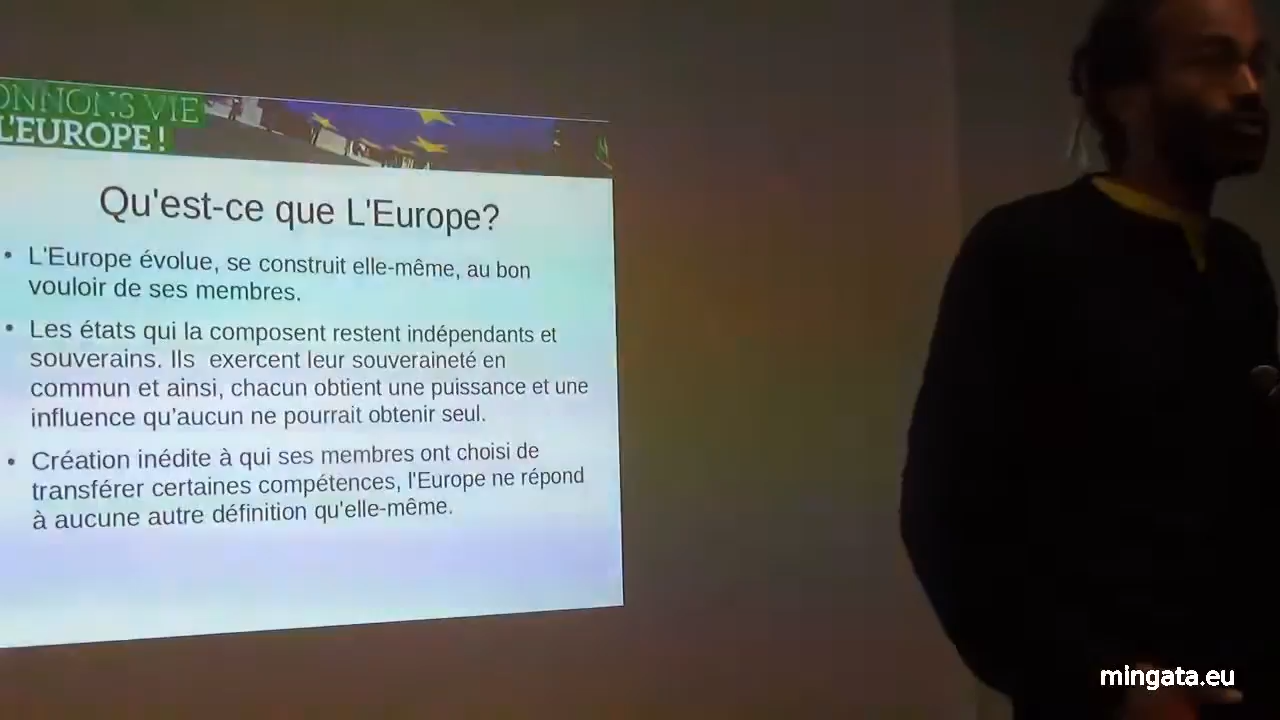 ONNONS VIE
L'EUROPE !
Qu'est-ce que L'Europe?
• L'Europe évolue, se construit elle-même, au bon
vouloir de ses membres.
• Les états qui la composent restent indépendants et
souverains. Ils  exercent leur souveraineté en
commun et ainsi, chacun obtient une puissance et une
influence qu'aucun ne pourrait obtenir seul.
• Création inédite à qui ses membres ont choisi de
transférer certaines compétences, l'Europe ne répond
à aucune autre définition qu'elle-même.
mingata.eu